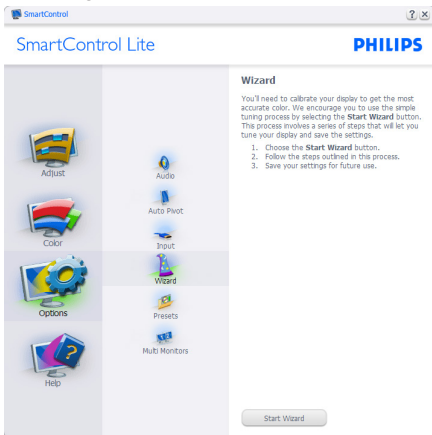 SmartControl
SmartControl Lite
PHILIPS
Adjust
Color
Options
Help
Audio
Auto Pivot
Input
Wizard
Presets
Multi Monitors
Wizard
You'll need to calibrate your display to get the most
accurate color. We encourage you to use the simple
tuning process by selecting the Start Wizard button.
This process involves a series of steps that will let you
tune your display and save the settings.
1. Choose the Start Wizard button.
2. Follow the steps outlined in this process.
3. Save your settings for future use.
Start Wizard